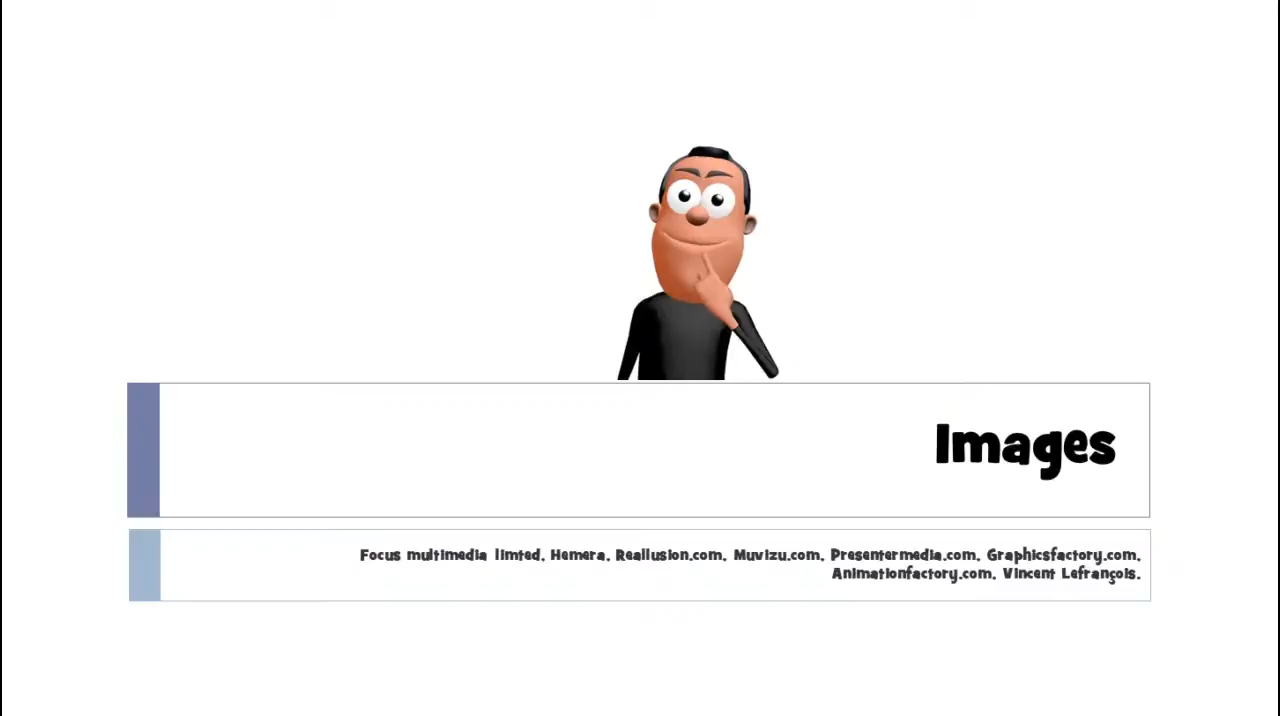 Images
Focus multimedia limted, Hemera, Reallusion.com, Muvizu.com, Presentermedia.com, Graphicsfactory.com,
Animationfactory.com, Vincent Lefrançois.